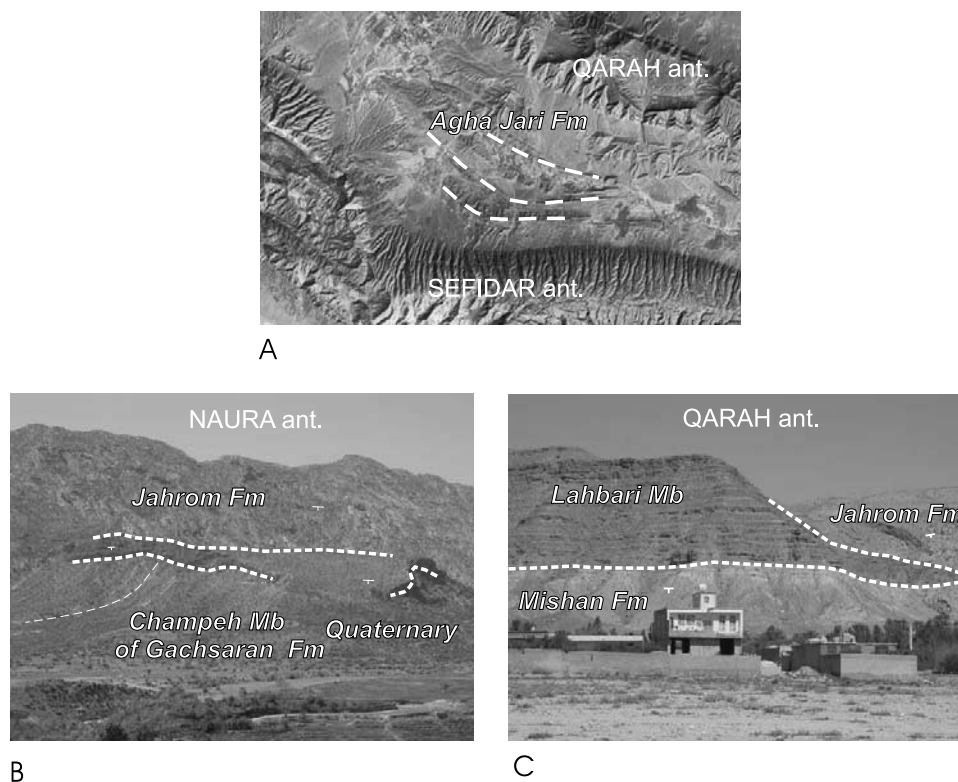 QARAH ant.
Agha Jari Fm
SEFIDAR ant.
A
NAURA ant.
Jahrom Fm
Champeh Mb
of Gachsaran Fm
Quaternary
B
QARAH ant.
Lahbari Mb
Jahrom Fm
Mishan Fm
C